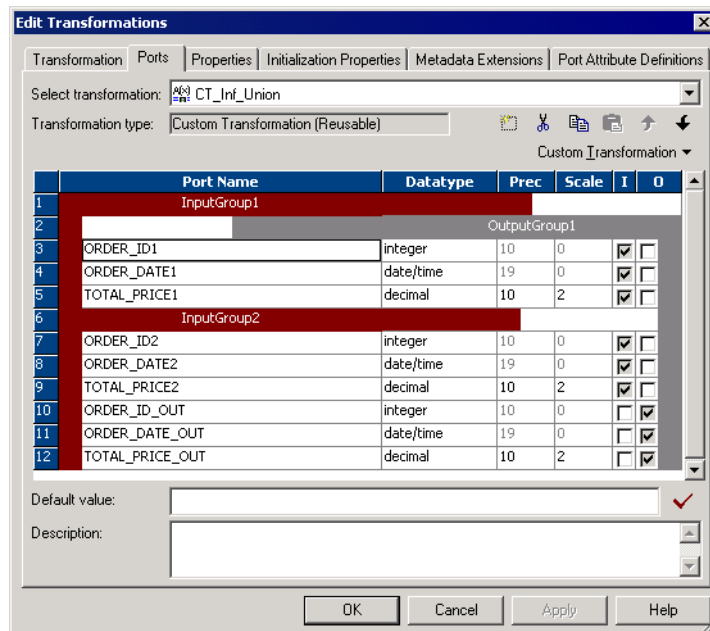 Edit Transformations
Transformation Ports Properties Initialization Properties Metadata Extensions Port Attribute Definitions
Select transformation: CT_Inf_Union
Transformation type: Custom Transformation (Reusable)
Custom Transformation
Port Name Datatype Prec Scale I O
1 InputGroup1
2 OutputGroup1
3 ORDER_ID1 integer 10 0
4 ORDER_DATE1 date/time 19 0
5 TOTAL_PRICE1 decimal 10 2
6 InputGroup2
7 ORDER_ID2 integer 10 0
8 ORDER_DATE2 date/time 19 0
9 TOTAL_PRICE2 decimal 10 2
10 ORDER_ID_OUT integer 10 0
11 ORDER_DATE_OUT date/time 19 0
12 TOTAL_PRICE_OUT decimal 10 2
Default value:
Description:
OK Cancel Apply Help